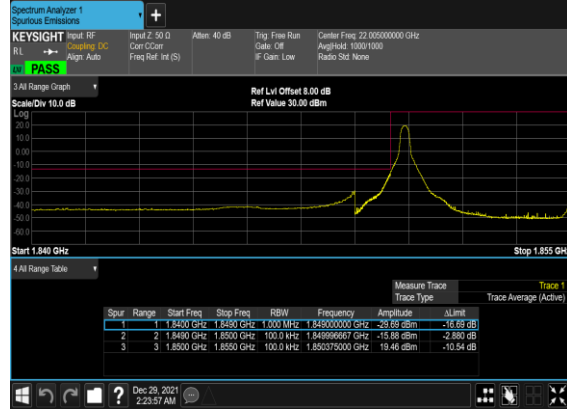 Spectrum Analyzer 1
Spurious Emissions
KEYSIGHT Input: RF Input Z: 50 Ω Atten: 40 dB Trig: Free Run Center Freq: 22.005000000 GHz
RL Coupling: DC Corr CCorr Gate: Off Avg|Hold: 1000/1000
Align: Auto Freq Ref: Int (S) IF Gain: Low Radio Std: None
PASS
3 All Range Graph
Ref Lvl Offset 8.00 dB
Scale/Div 10.0 dB Ref Value 30.00 dBm
Log
20.0
10.0
0.00
-10.0
-20.0
-30.0
-40.0
-50.0
-60.0
Start 1.840 GHz Stop 1.855 GH
4 All Range Table
Measure Trace Trace 1
Trace Type Trace Average (Active)
Spur Range Start Freq Stop Freq RBW Frequency Amplitude ΔLimit
1 1 1.8400 GHz 1.8490 GHz 1.000 MHz 1.849000000 GHz -29.69 dBm -16.69 dB
2 2 1.8490 GHz 1.8500 GHz 100.0 kHz 1.849996667 GHz -15.88 dBm -2.880 dB
3 3 1.8500 GHz 1.8550 GHz 100.0 kHz 1.850375000 GHz 19.46 dBm -10.54 dB
? Dec 29, 2021
2:23:57 AM